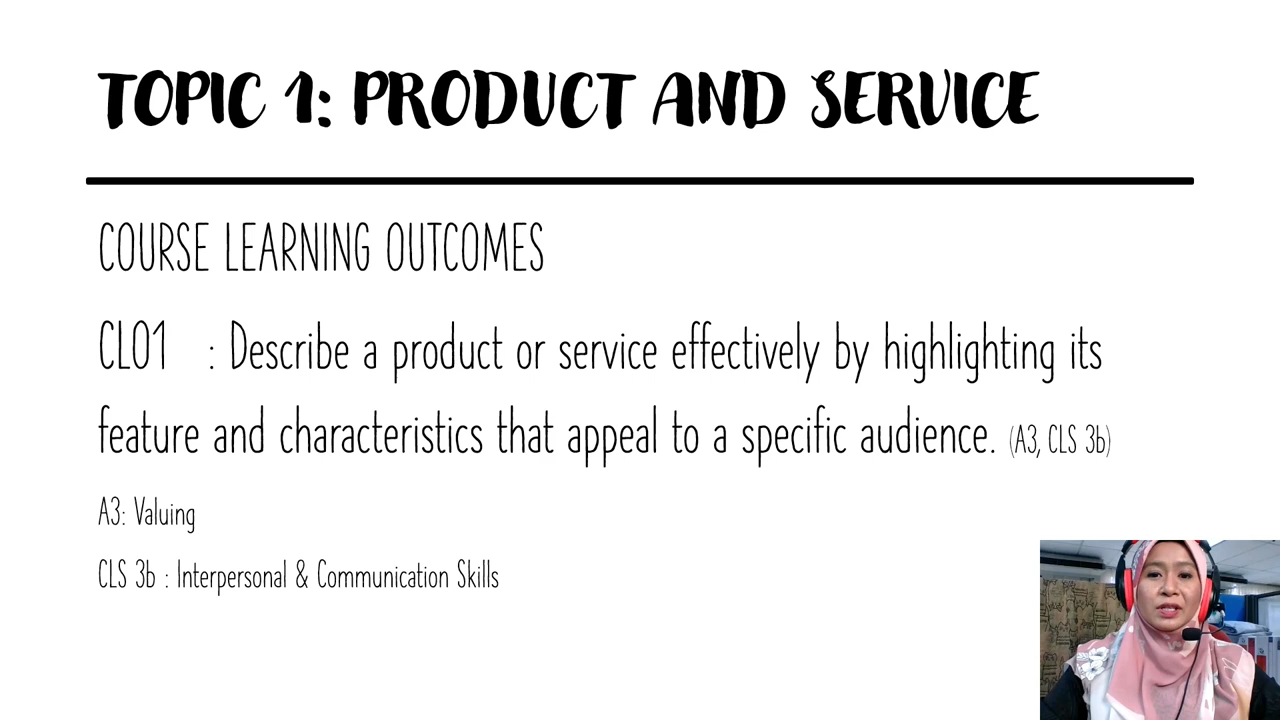 TOPIC 1: PRODUCT AND SERVICE
COURSE LEARNING OUTCOMES
CLO1 : Describe a product or service effectively by highlighting its
feature and characteristics that appeal to a specific audience. (A3, CLS 3b)
A3: Valuing
CLS 3b : Interpersonal & Communication Skills